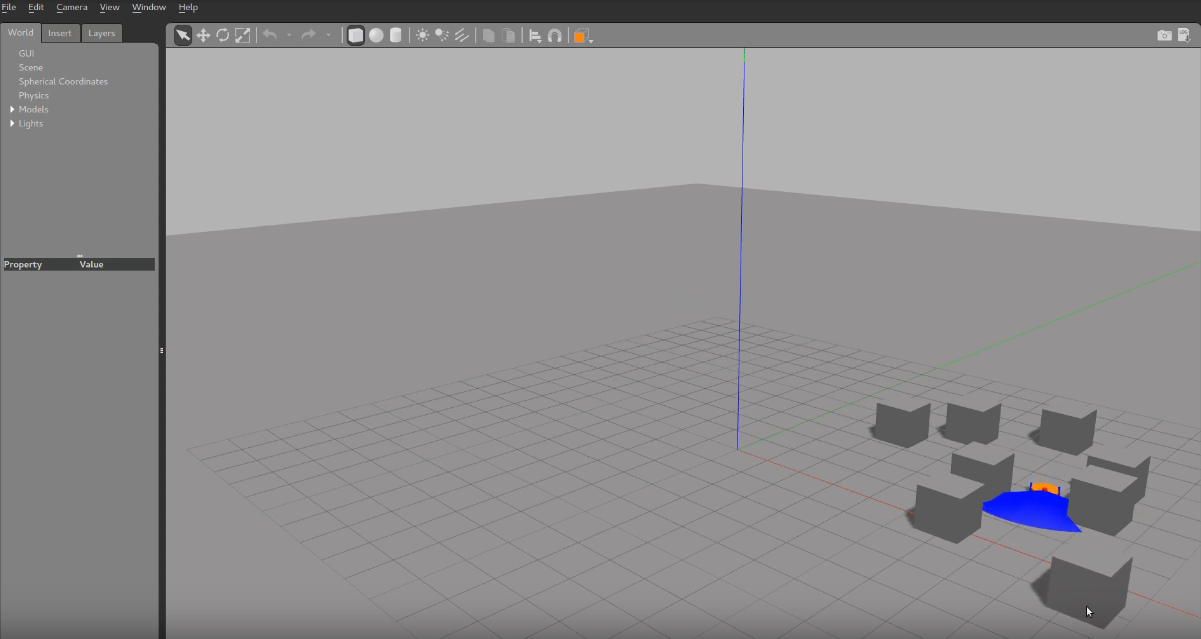 File Edit Camera View Window Help
World Insert Layers
GUI
Scene
Spherical Coordinates
Physics
Models
Lights
Property Value